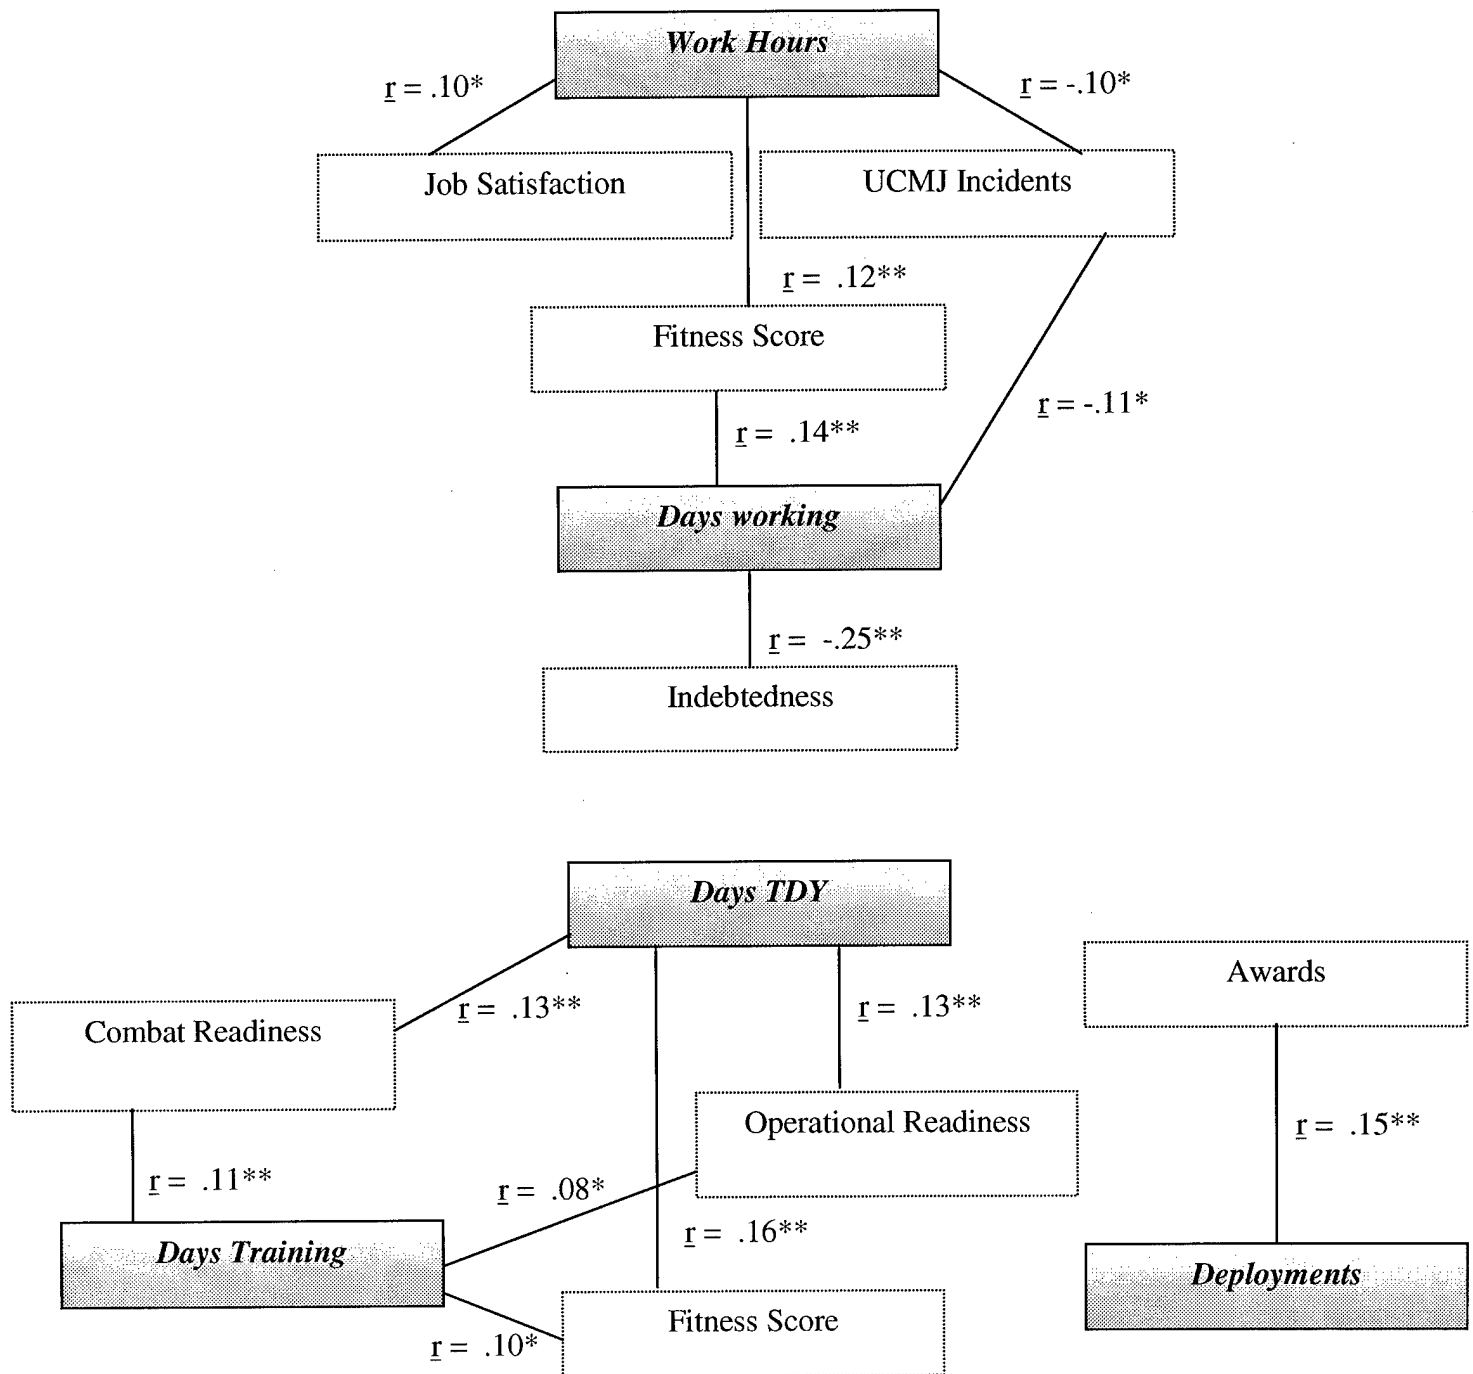 Work Hours
r = .10*
r = -.10*
Job Satisfaction
UCMJ Incidents
r = .12**
Fitness Score
r = -.11*
r = .14**
Days working
r = -.25**
Indebtedness
Days TDY
Awards
r = .13**
r = .13**
Combat Readiness
Operational Readiness
r = .15**
r = .11**
r = .08*
r = .16**
Days Training
Deployments
Fitness Score
r = .10*